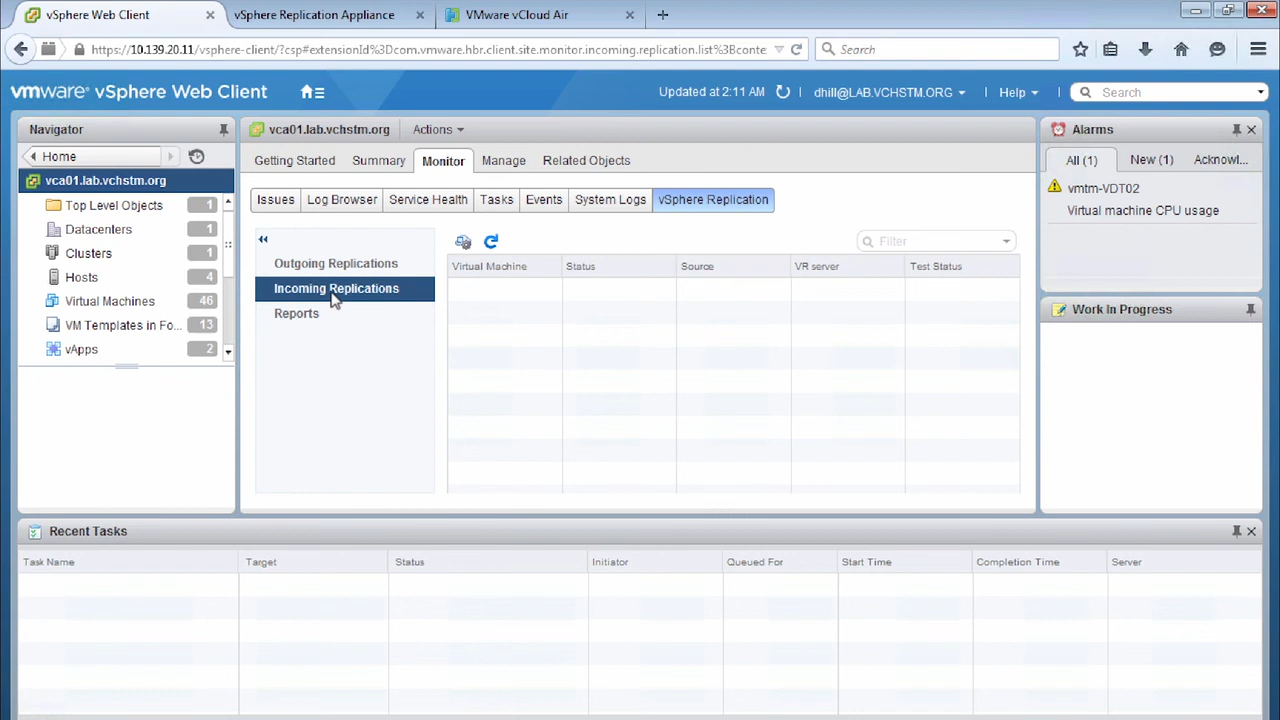 vSphere Web Client
vSphere Replication Appliance
VMware vCloud Air
https://10.139.20.11/vsphere-client/?csp#extensionId%3Dcom.vmware.hbr.client.site.monitor.incoming.replication.list%3Bconte
Search
vmware® vSphere Web Client
Updated at 2:11 AM
dhill@LAB.VCHSTM.ORG
Help
Search
Navigator
Home
vca01.lab.vchstm.org
Top Level Objects 1
Datacenters 1
Clusters 1
Hosts 4
Virtual Machines 46
VM Templates in Fo... 13
vApps 2
vca01.lab.vchstm.org Actions
Getting Started Summary Monitor Manage Related Objects
Issues Log Browser Service Health Tasks Events System Logs vSphere Replication
Outgoing Replications
Incoming Replications
Reports
Filter
Virtual Machine Status Source VR server Test Status
Alarms
All (1) New (1) Acknowl...
vmtm-VDT02
Virtual machine CPU usage
Work In Progress
Recent Tasks
Task Name Target Status Initiator Queued For Start Time Completion Time Server